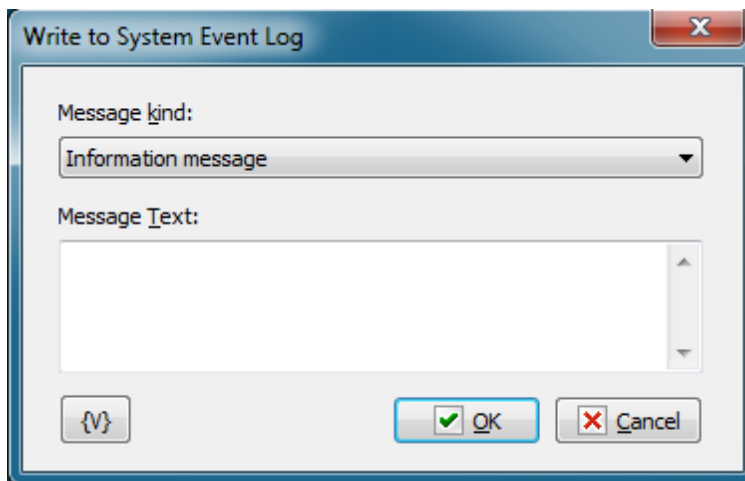 Write to System Event Log
Message kind:
Information message
Message Text:
{V}
OK
Cancel